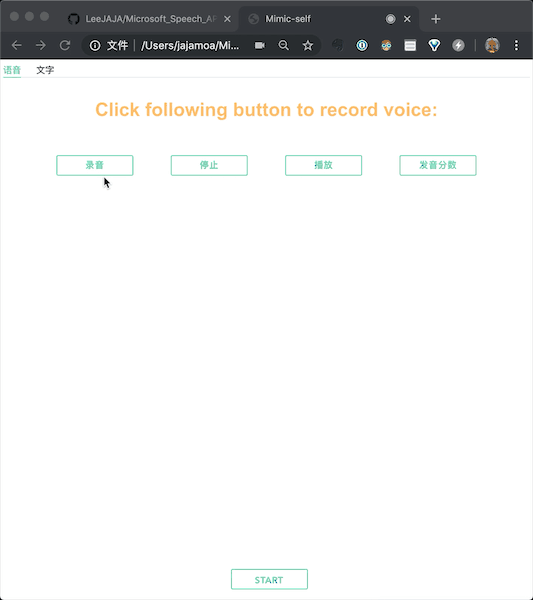 LeeJAJA/Microsoft_Speech_AP
Mimic-self
文件 /Users/jajamoa/Mi...
语音 文字
Click following button to record voice:
录音 停止 播放 发音分数
START